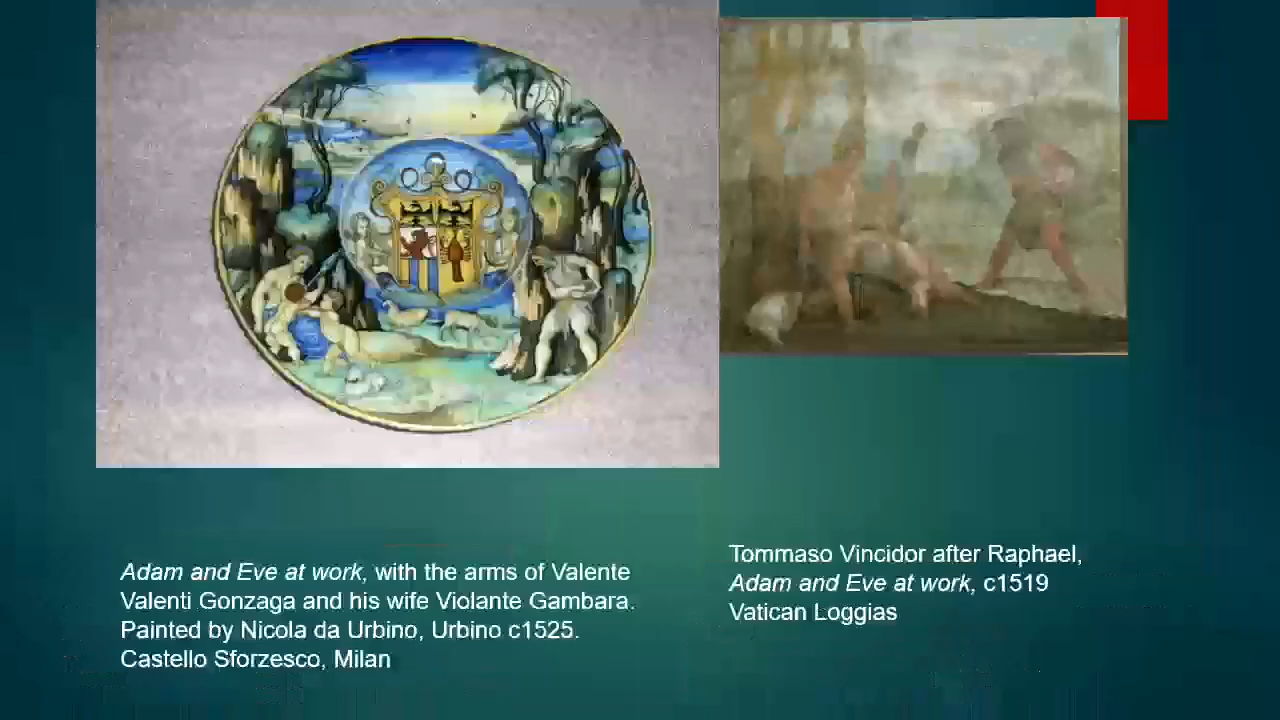 Adam and Eve at work, with the arms of Valente
Valenti Gonzaga and his wife Violante Gambara.
Painted by Nicola da Urbino, Urbino c1525.
Castello Sforzesco, Milan
Tommaso Vincidor after Raphael,
Adam and Eve at work, c1519
Vatican Loggias